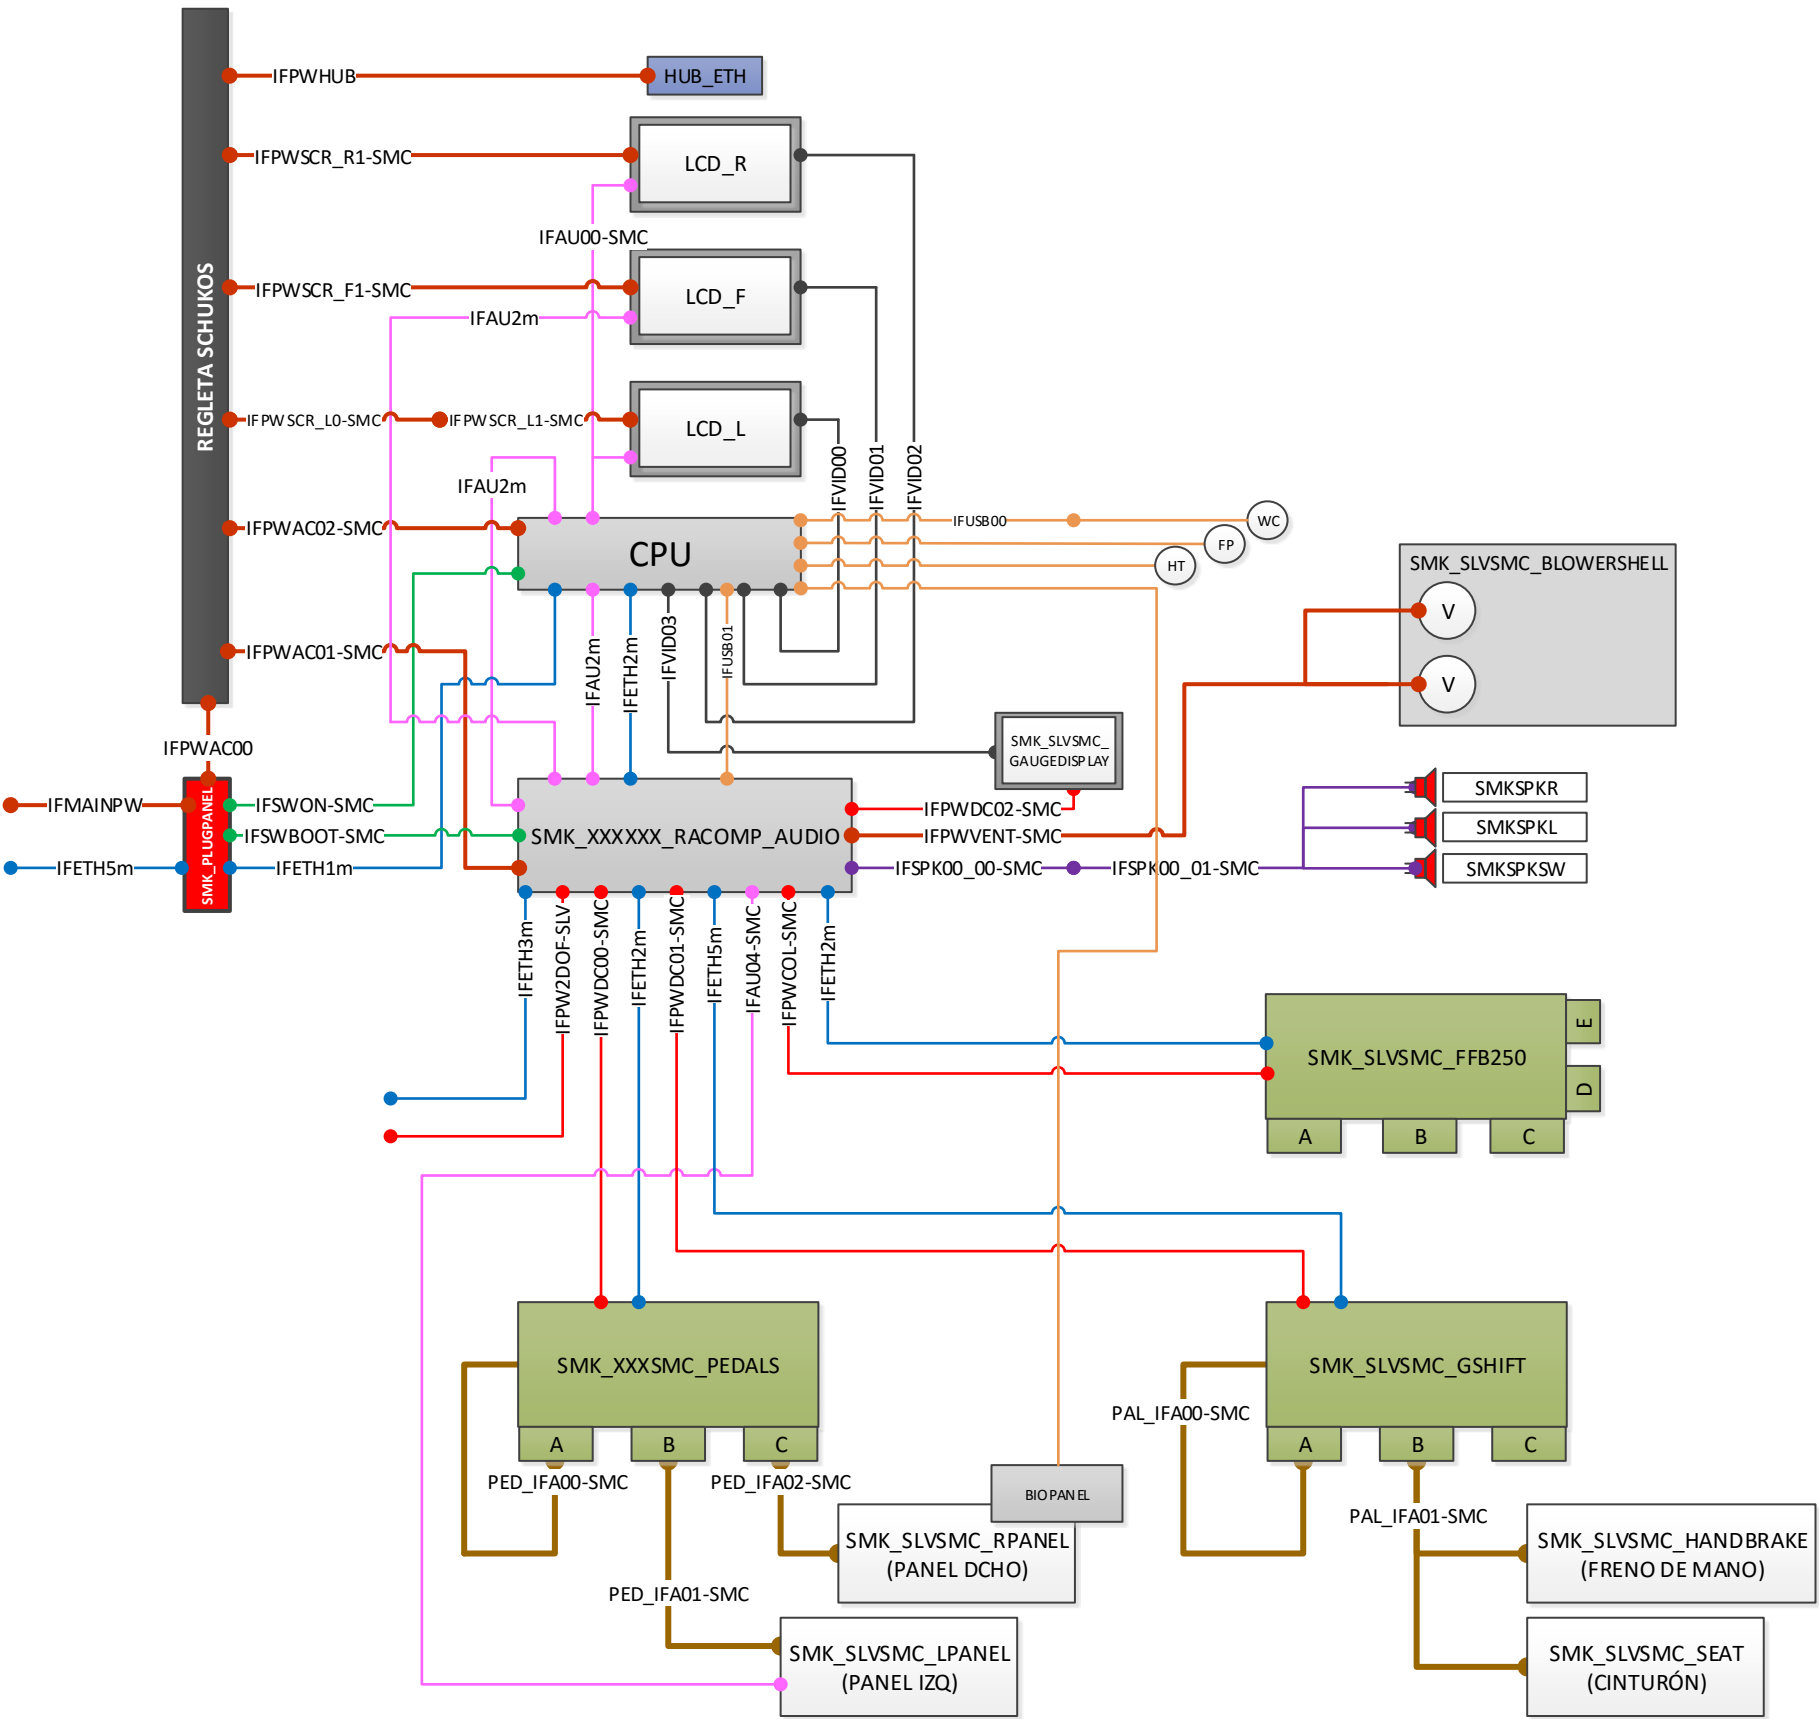 IFPWHUB
HUB_ETH
IFPWSCR_R1-SMC
LCD_R
IFAU00-SMC
REGLETA SCHUKOS
IFPWSCR_F1-SMC
LCD_F
IFAU2m
IFPWSCR_L0-SMC
IFPWSCR_L1-SMC
LCD_L
IFVID00
IFVID01
IFVID02
IFAU2m
IFPWAC02-SMC
CPU
IFUSB00
WC
FP
HT
SMK_SLVSMC_BLOWERSHELL
V
V
IFPWAC01-SMC
IFAU2m
IFETH2m
IFVID03
IFUSB01
IFPWAC00
SMK_SLVSMC_
GAUGEDISPLAY
IFMAINPW
SMK_PLUGPANEL
IFSWON-SMC
IFSWBOOT-SMC
IFETH5m
IFETH1m
SMK_XXXXXX_RACOMP_AUDIO
IFPWDC02-SMC
IFPWVENT-SMC
IFSPK00_00-SMC
IFSPK00_01-SMC
SMKSPKR
SMKSPKL
SMKSPKSW
IFETH3m
IFPW2DOF-SLV
IFPWDC00-SMC
IFETH2m
IFPWDC01-SMC
IFETH5m
IFAU04-SMC
IFPWCOL-SMC
IFETH2m
SMK_SLVSMC_FFB250
E
D
A
B
C
SMK_XXXSMC_PEDALS
A
B
C
PED_IFA00-SMC
PED_IFA02-SMC
PED_IFA01-SMC
BIOPANEL
SMK_SLVSMC_RPANEL
(PANEL DCHO)
SMK_SLVSMC_LPANEL
(PANEL IZQ)
SMK_SLVSMC_GSHIFT
PAL_IFA00-SMC
A
B
C
PAL_IFA01-SMC
SMK_SLVSMC_HANDBRAKE
(FRENO DE MANO)
SMK_SLVSMC_SEAT
(CINTURÓN)